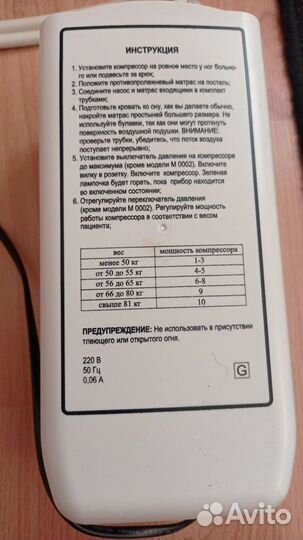 ИНСТРУКЦИЯ
1. Установите компрессор на ровное место у ног больно-
го или подвесьте за крюк;
2. Положите противопролежневый матрас на постель;
3. Соедините насос и матрас входящими в комплект
трубками;
4. Подготовьте кровать ко сну, как вы делаете обычно,
накройте матрас простыней большего размера. Не
используйте булавки, так как они могут проткнуть
поверхность воздушной подушки. ВНИМАНИЕ:
проверьте трубки, убедитесь, что поток воздуха
поступает непрерывно;
5. Установите выключатель давления на компрессоре
до максимума (кроме модели М 0002). Включите
вилку в розетку. Включите компрессор. Зеленая
лампочка будет гореть, пока прибор находится
во включенном состоянии;
6. Отрегулируйте переключатель давления
(кроме модели М 0002). Регулируйте мощность
работы компрессора в соответствии с весом
пациента;
вес мощность компрессора
менее 50 кг 1-3
от 50 до 55 кг 4-5
от 56 до 65 кг 6-8
от 66 до 80 кг 9
свыше 81 кг 10
ПРЕДУПРЕЖДЕНИЕ: Не использовать в присутствии
тлеющего или открытого огня.
220 В
50 Гц
0,06 А
G
Avito